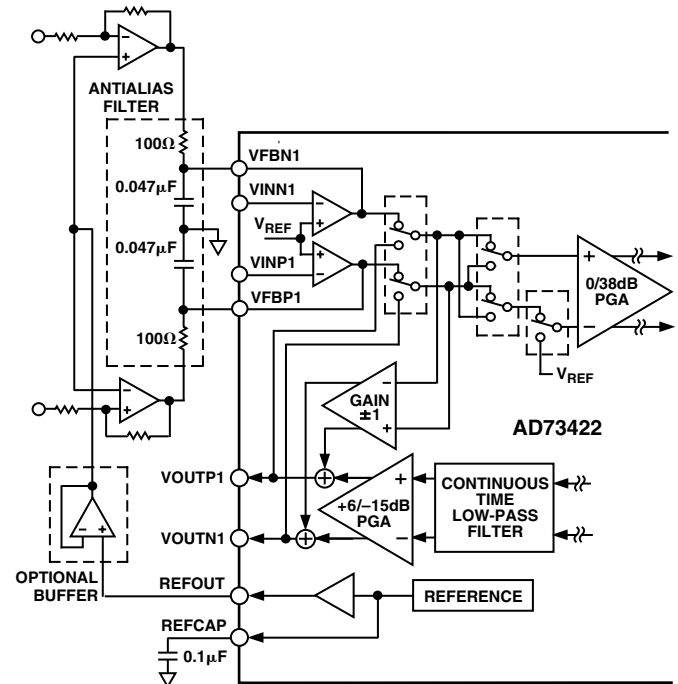 ANTIALIAS
FILTER
100Ω
0.047μF
0.047μF
100Ω
VFBN1
VINN1
VREF
VINP1
VFBP1
0/38dB
PGA
VREF
GAIN
±1
AD73422
VOUTP1
+6/–15dB
PGA
CONTINUOUS
TIME
LOW-PASS
FILTER
VOUTN1
OPTIONAL
BUFFER
REFOUT
REFERENCE
REFCAP
0.1μF